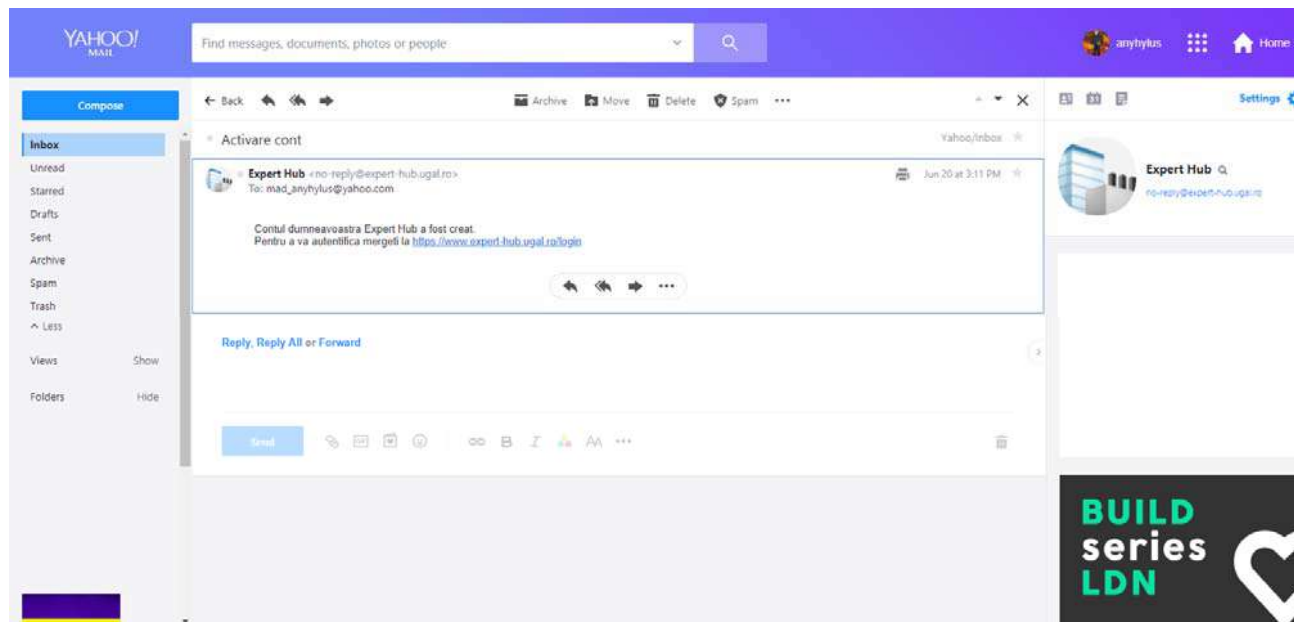 YAHOO!
MAIL
Find messages, documents, photos or people
anyhylus
Home
Compose
Back
Archive
Move
Delete
Spam
Settings
Inbox
Unread
Starred
Drafts
Sent
Archive
Spam
Trash
Less
Views Show
Folders Hide
Activare cont
Yahoo/Inbox
Expert Hub <no-reply@expert-hub.ugal.ro>
To: mad_anyhylus@yahoo.com
Jun 20 at 3:11 PM
Contul dumneavoastra Expert Hub a fost creat.
Pentru a va autentifica mergeti la https://www.expert-hub.ugal.ro/login
Reply, Reply All or Forward
Send
GIF
B I AA
Expert Hub
no-reply@expert-hub.ugal.ro
BUILD
series
LDN